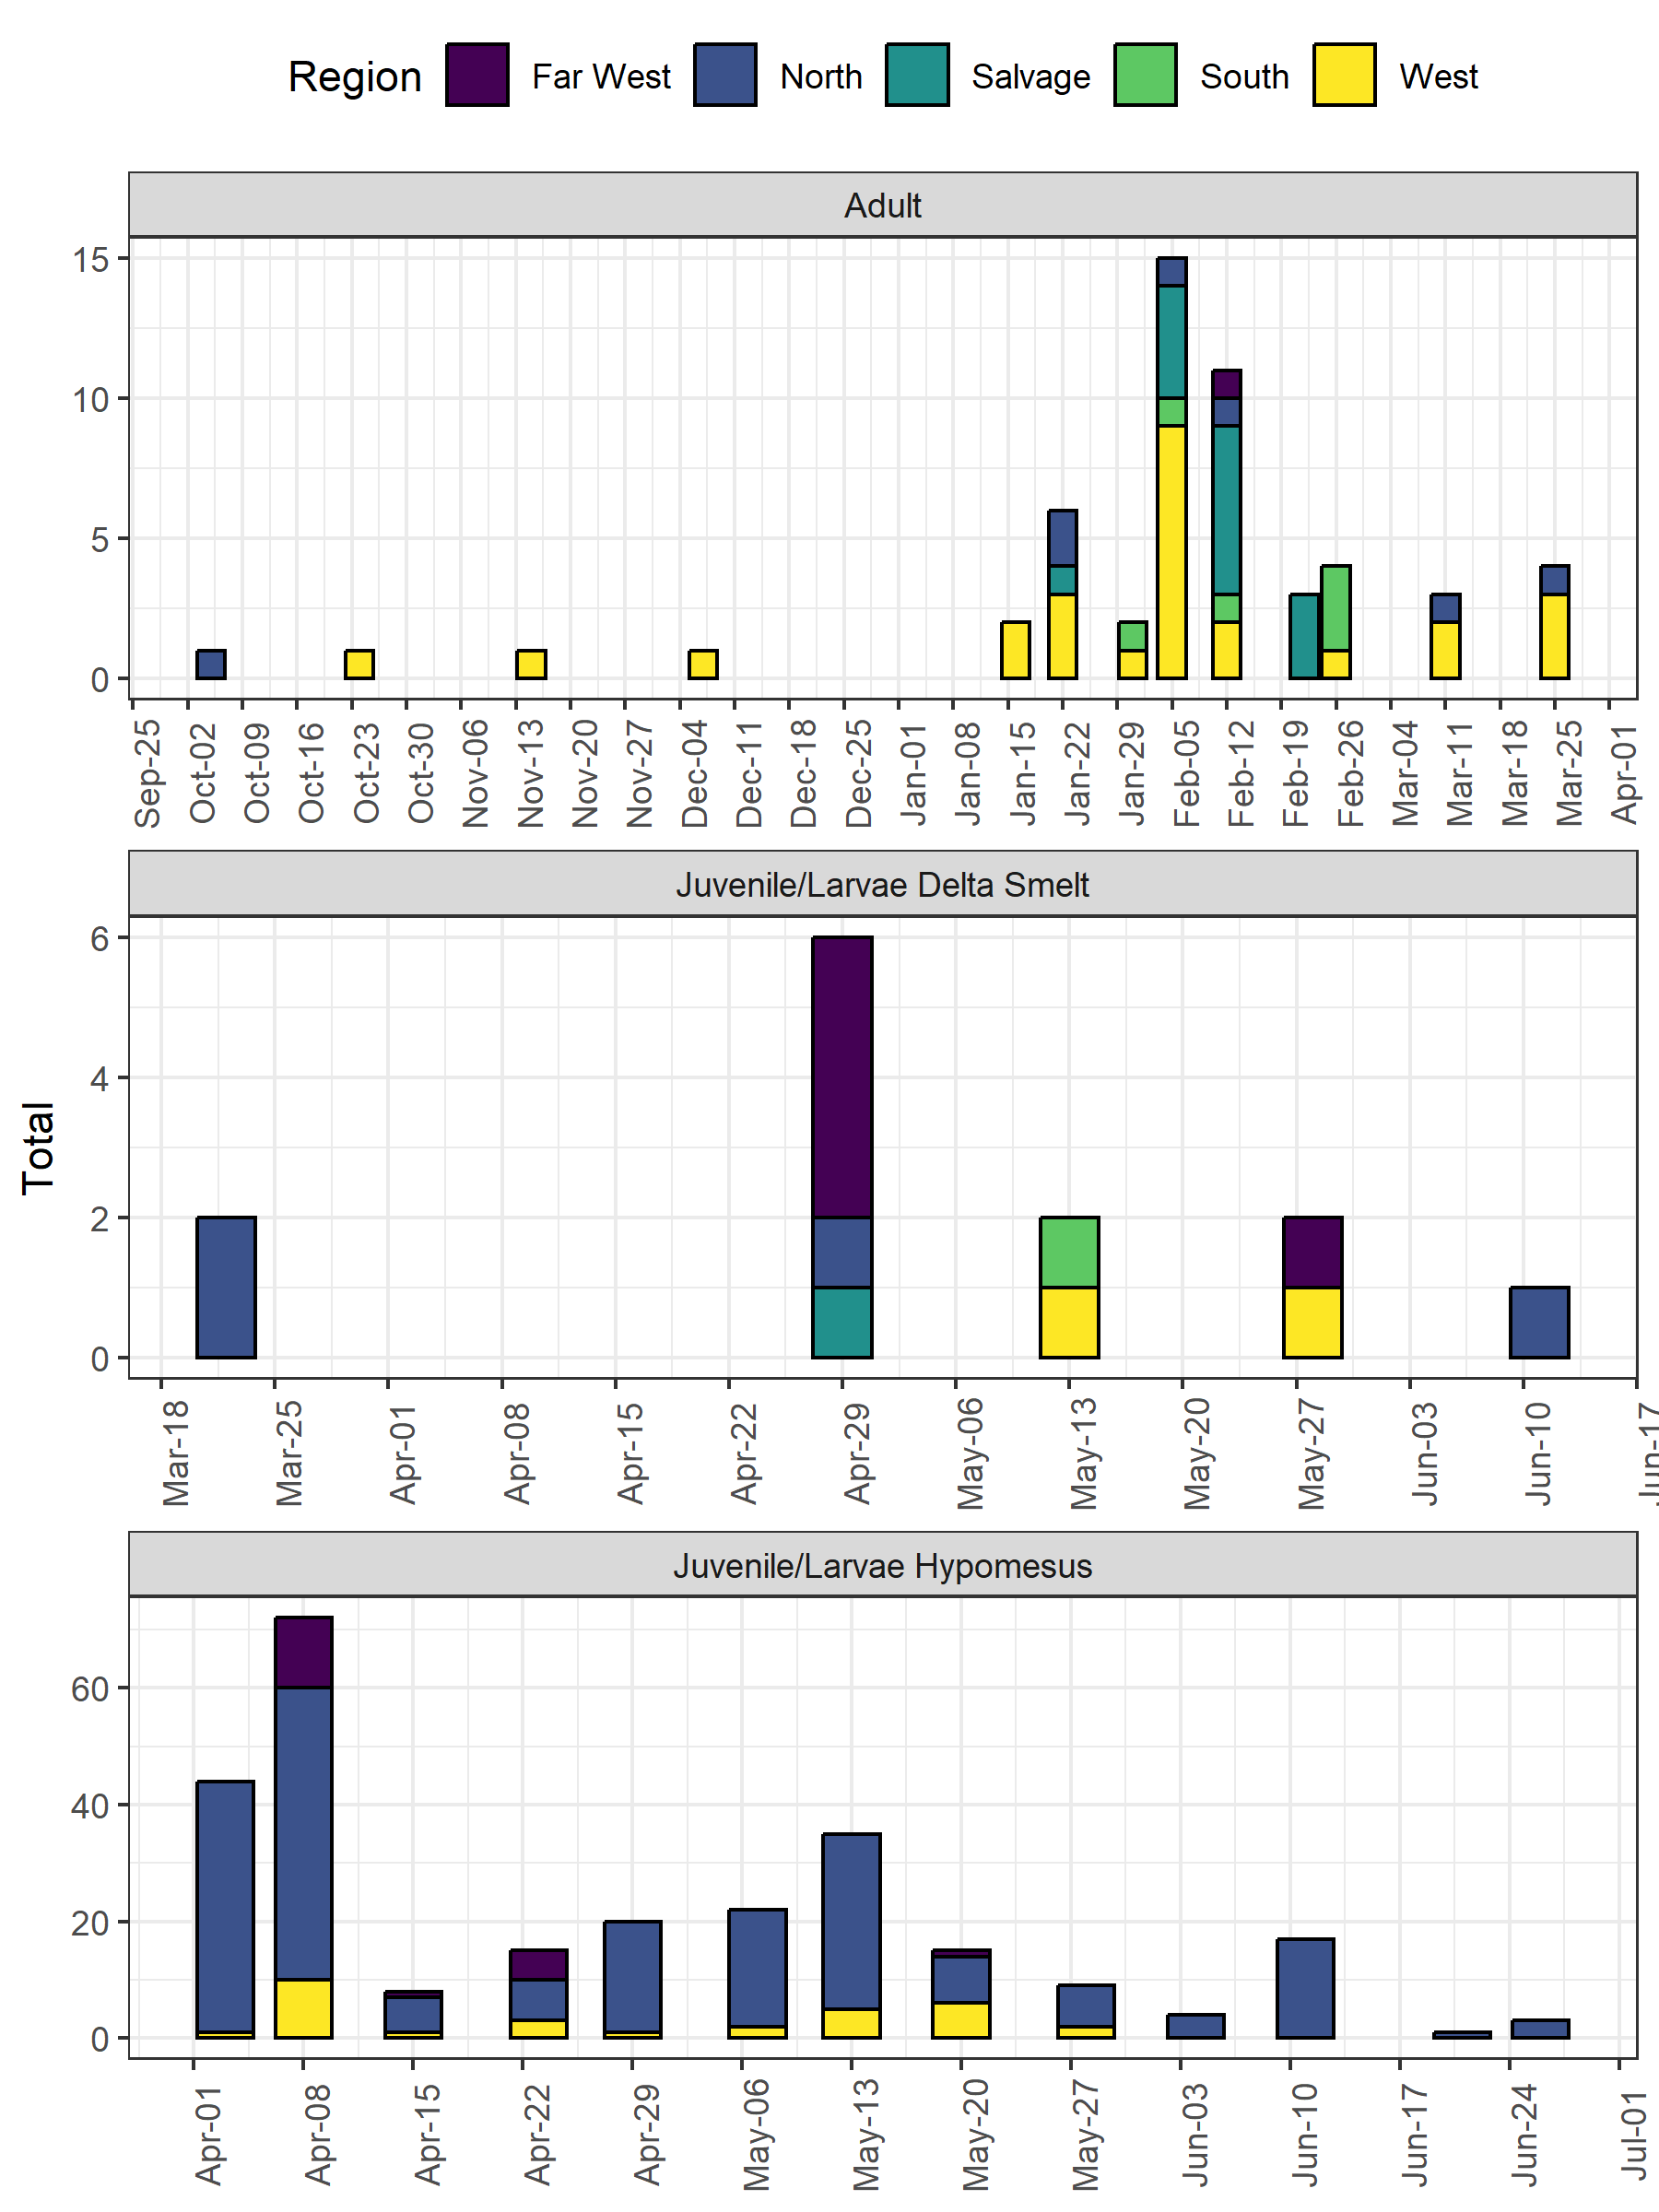 Region Far West North Salvage South West
Adult
15
10
5
0
Sep-25 Oct-02 Oct-09 Oct-16 Oct-23 Oct-30 Nov-06 Nov-13 Nov-20 Nov-27 Dec-04 Dec-11 Dec-18 Dec-25 Jan-01 Jan-08 Jan-15 Jan-22 Jan-29 Feb-05 Feb-12 Feb-19 Feb-26 Mar-04 Mar-11 Mar-18 Mar-25 Apr-01
Juvenile/Larvae Delta Smelt
Total
6
4
2
0
Mar-18 Mar-25 Apr-01 Apr-08 Apr-15 Apr-22 Apr-29 May-06 May-13 May-20 May-27 Jun-03 Jun-10 Jun-17
Juvenile/Larvae Hypomesus
60
40
20
0
Apr-01 Apr-08 Apr-15 Apr-22 Apr-29 May-06 May-13 May-20 May-27 Jun-03 Jun-10 Jun-17 Jun-24 Jul-01